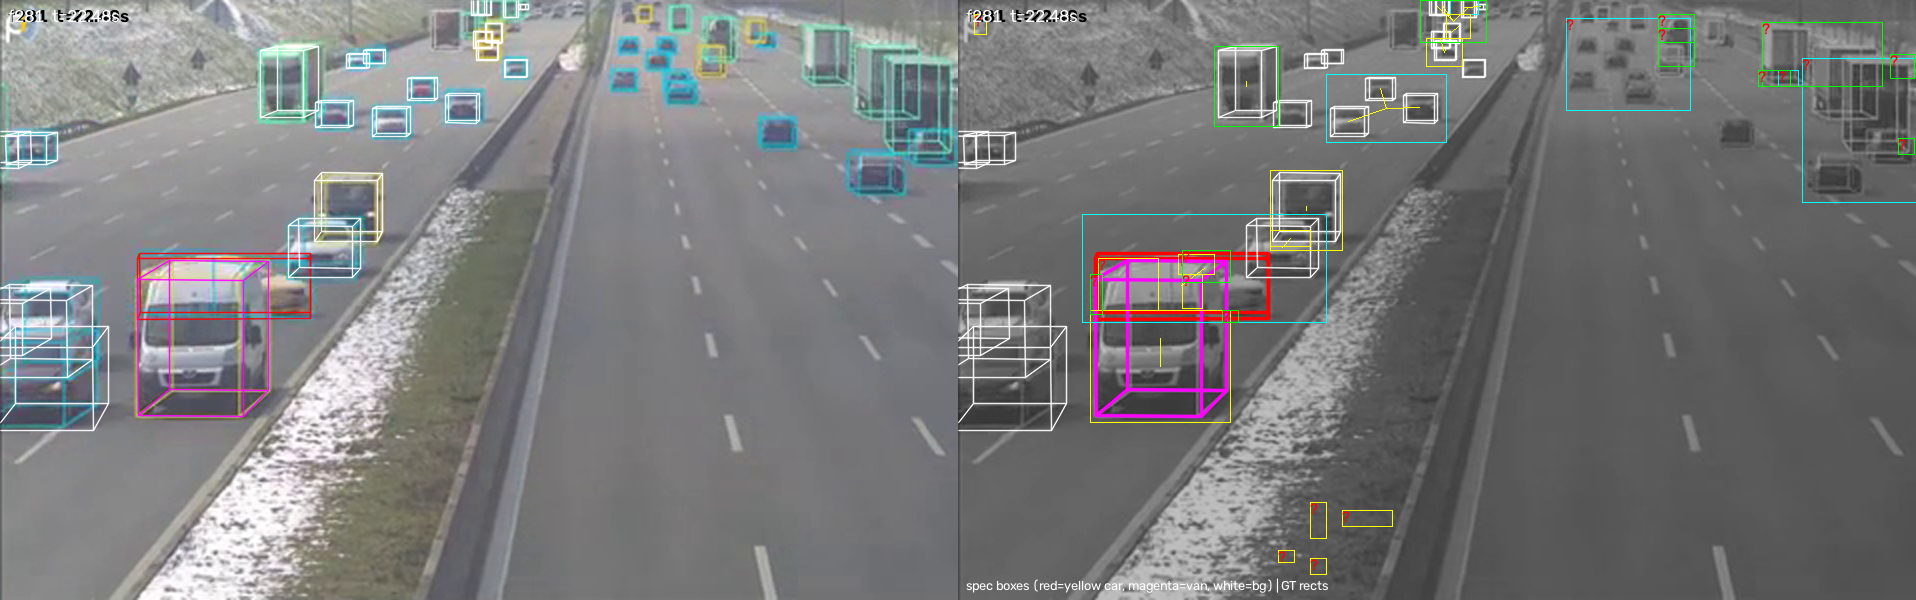 f281 t=22.48s
f281 t=22.48s
spec boxes (red=yellow car, magenta=van, white=bg) | GT rects